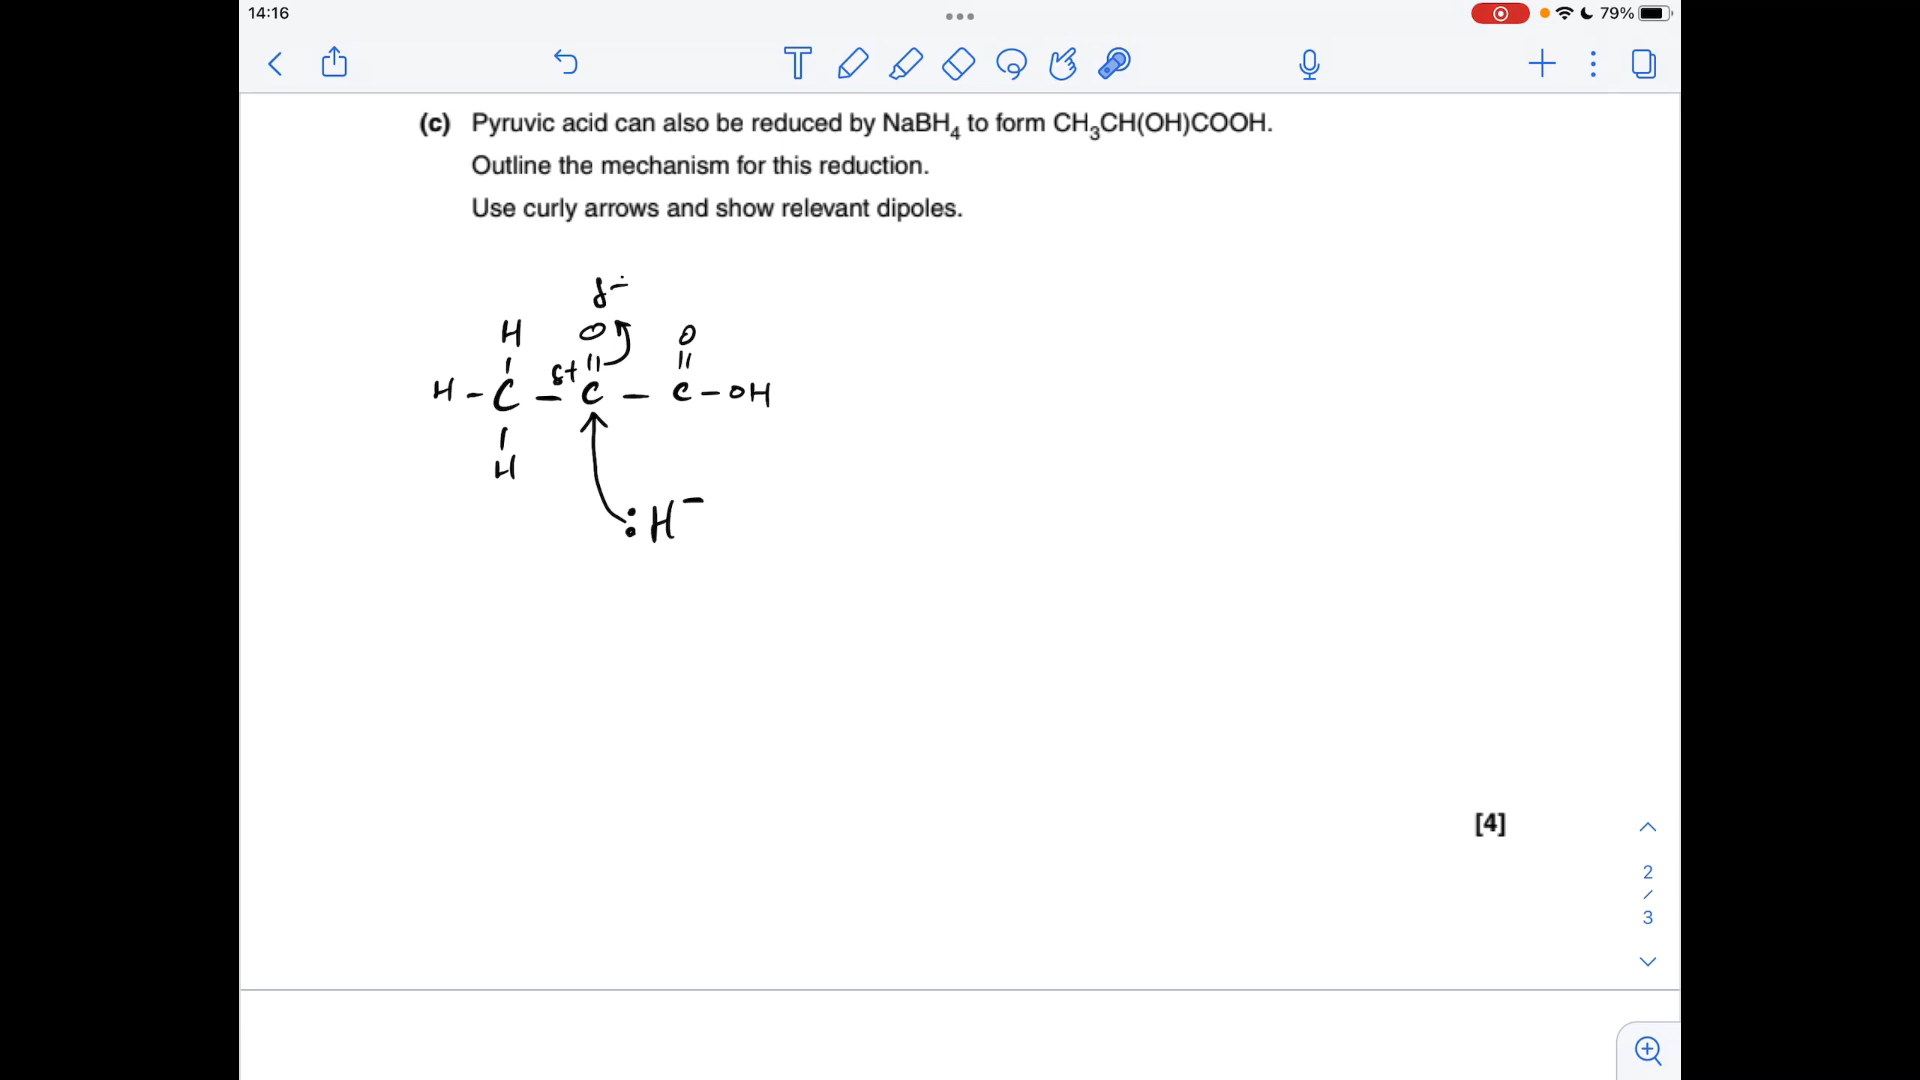 14:16
79%
(c) Pyruvic acid can also be reduced by NaBH₄ to form CH₃CH(OH)COOH.
Outline the mechanism for this reduction.
Use curly arrows and show relevant dipoles.
δ-
H O O
δ+
H - C - C - C - OH
H
:H⁻
[4]
2
/
3